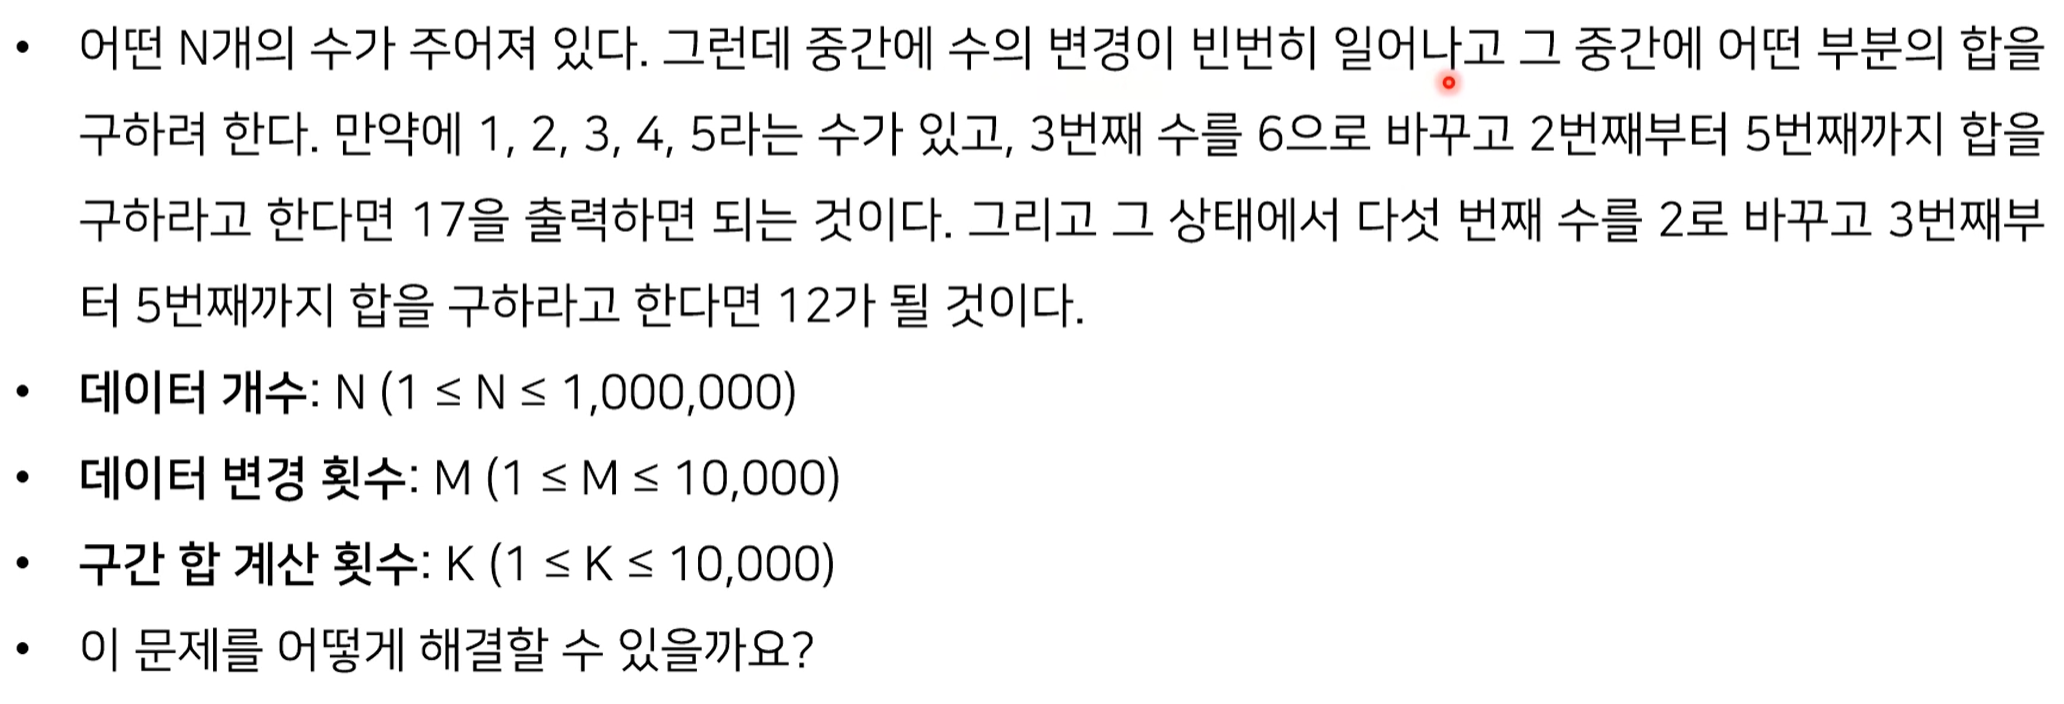 • 어떤 N개의 수가 주어져 있다. 그런데 중간에 수의 변경이 빈번히 일어나고 그 중간에 어떤 부분의 합을
구하려 한다. 만약에 1, 2, 3, 4, 5라는 수가 있고, 3번째 수를 6으로 바꾸고 2번째부터 5번째까지 합을
구하라고 한다면 17을 출력하면 되는 것이다. 그리고 그 상태에서 다섯 번째 수를 2로 바꾸고 3번째부
터 5번째까지 합을 구하라고 한다면 12가 될 것이다.
• 데이터 개수: N (1 ≤ N ≤ 1,000,000)
• 데이터 변경 횟수: M (1 ≤ M ≤ 10,000)
• 구간 합 계산 횟수: K (1 ≤ K ≤ 10,000)
• 이 문제를 어떻게 해결할 수 있을까요?